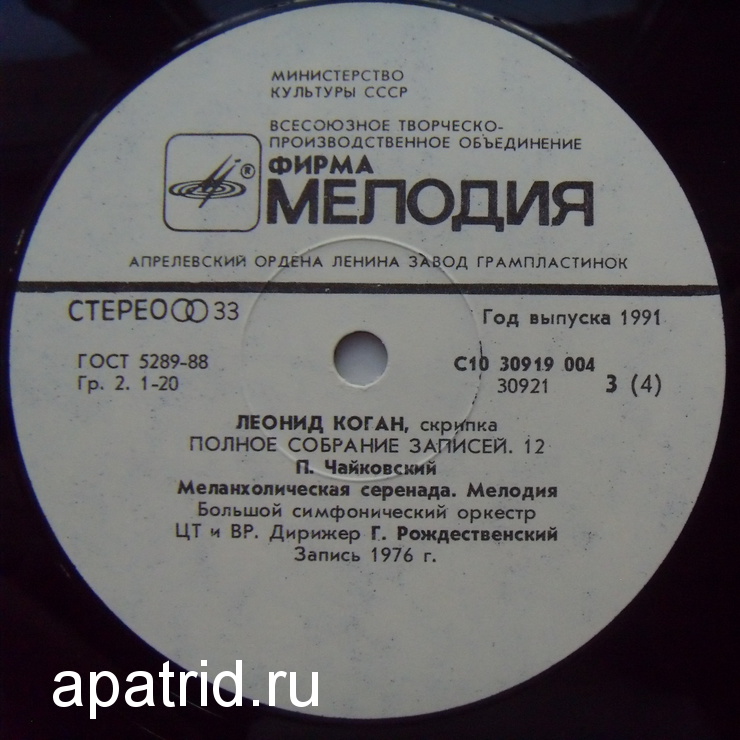 МИНИСТЕРСТВО
КУЛЬТУРЫ СССР
ВСЕСОЮЗНОЕ ТВОРЧЕСКО-
ПРОИЗВОДСТВЕННОЕ ОБЪЕДИНЕНИЕ
® ФИРМА
МЕЛОДИЯ
АПРЕЛЕВСКИЙ ОРДЕНА ЛЕНИНА ЗАВОД ГРАМПЛАСТИНОК
СТЕРЕО 33
Год выпуска 1991
ГОСТ 5289-88
С10 30919 004
Гр. 2. 1-20
30921 3 (4)
ЛЕОНИД КОГАН, скрипка
ПОЛНОЕ СОБРАНИЕ ЗАПИСЕЙ. 12
П. Чайковский
Меланхолическая серенада. Мелодия
Большой симфонический оркестр
ЦТ и ВР. Дирижер Г. Рождественский
Запись 1976 г.
apatrid.ru